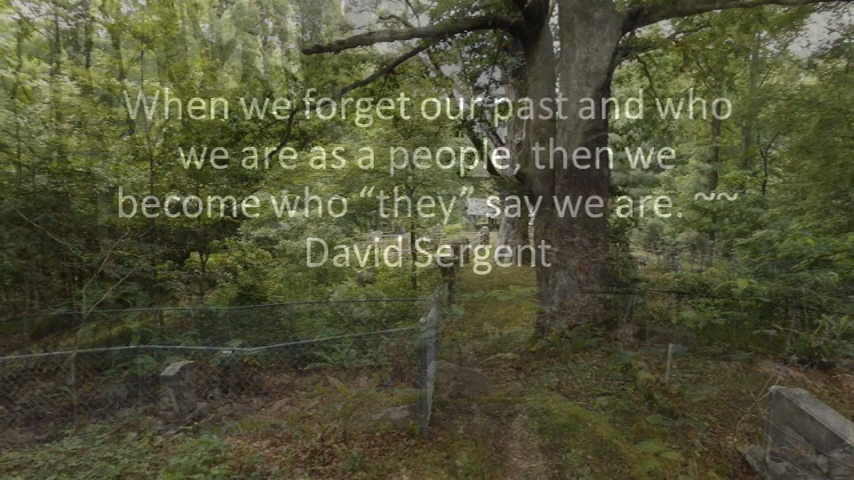 When we forget our past and who
we are as a people, then we
become who “they” say we are. ~~
David Sergent